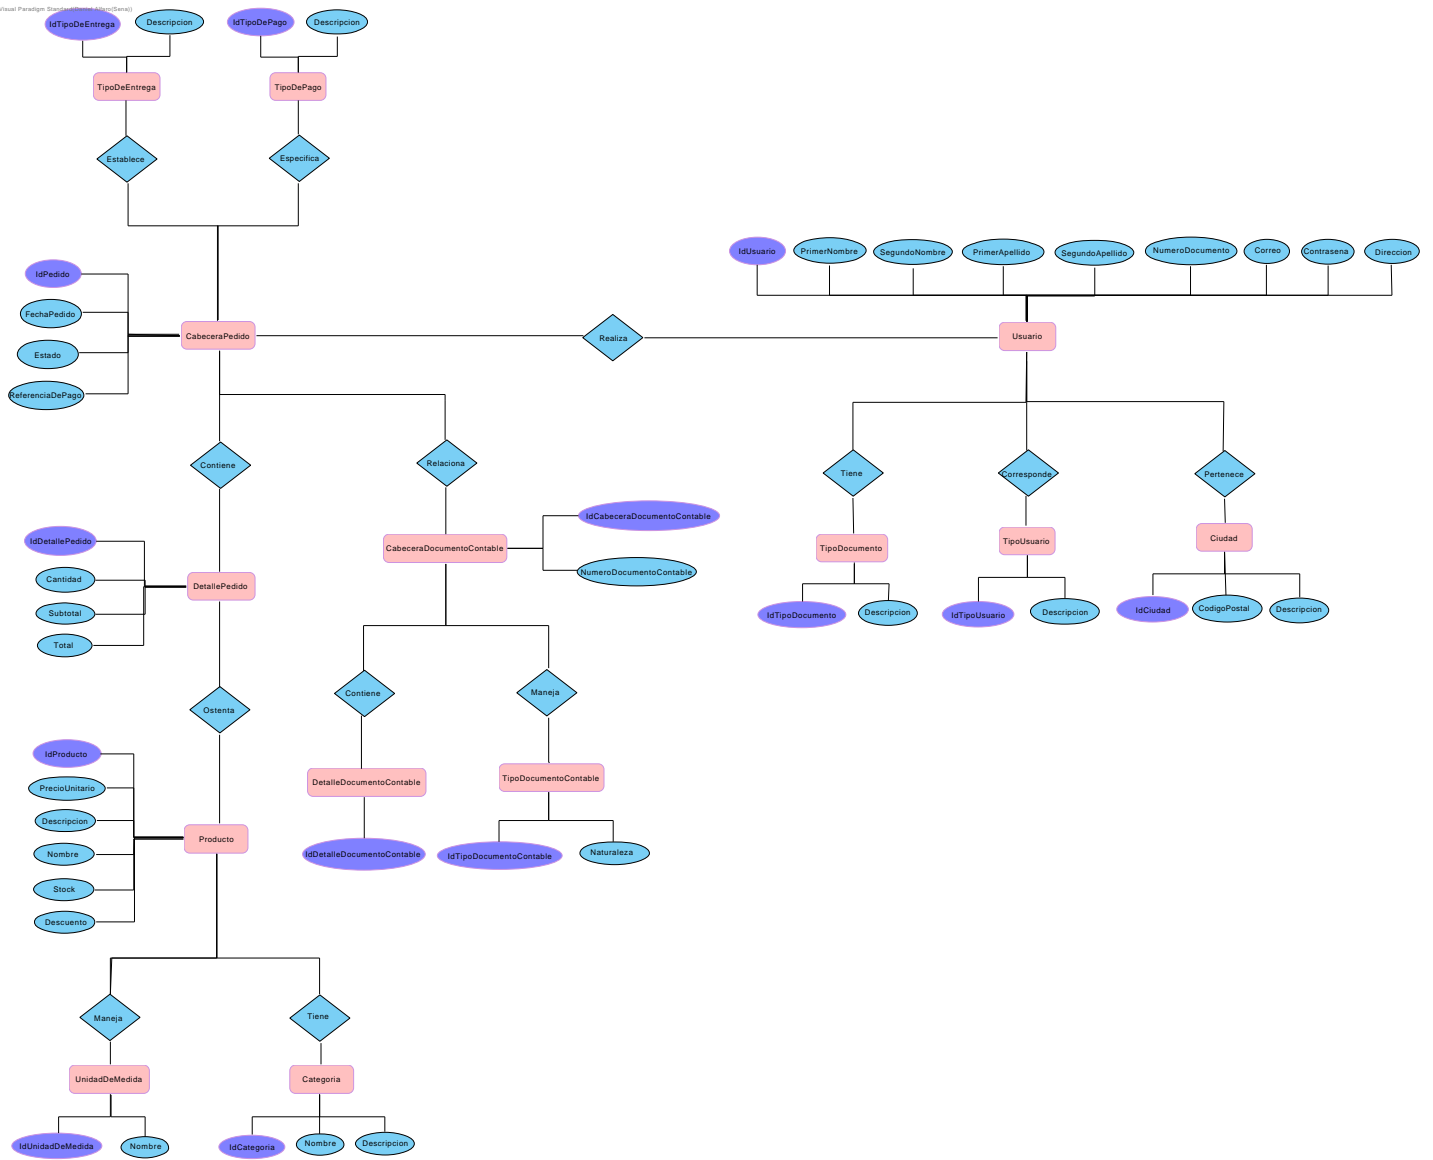 Visual Paradigm Standard
IdTipoDeEntrega
Descripcion
IdTipoDePago
Descripcion
TipoDeEntrega
TipoDePago
Establece
Especifica
IdUsuario
PrimerNombre
SegundoNombre
PrimerApellido
SegundoApellido
NumeroDocumento
Correo
Contrasena
Direccion
IdPedido
FechaPedido
Estado
ReferenciaDePago
CabeceraPedido
Realiza
Usuario
Contiene
Relaciona
Tiene
Corresponde
Pertenece
IdDetallePedido
Cantidad
Subtotal
Total
DetallePedido
CabeceraDocumentoContable
IdCabeceraDocumentoContable
NumeroDocumentoContable
TipoDocumento
TipoUsuario
Ciudad
IdTipoDocumento
Descripcion
IdTipoUsuario
Descripcion
IdCiudad
CodigoPostal
Descripcion
Ostenta
Contiene
Maneja
IdProducto
PrecioUnitario
Descripcion
Nombre
Stock
Descuento
Producto
DetalleDocumentoContable
TipoDocumentoContable
IdDetalleDocumentoContable
IdTipoDocumentoContable
Naturaleza
Maneja
Tiene
UnidadDeMedida
Categoria
IdUnidadDeMedida
Nombre
IdCategoria
Nombre
Descripcion